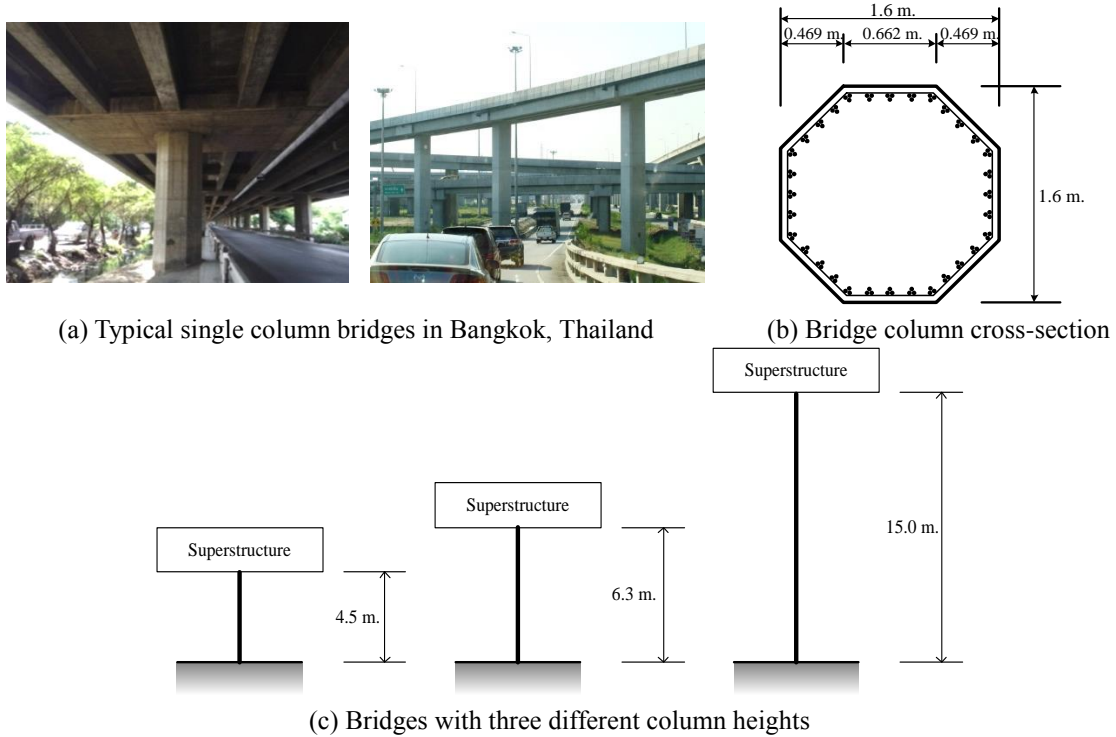 1.6 m.
0.469 m. 0.662 m. 0.469 m.
1.6 m.
(a) Typical single column bridges in Bangkok, Thailand
(b) Bridge column cross-section
Superstructure
Superstructure
Superstructure
15.0 m.
6.3 m.
4.5 m.
(c) Bridges with three different column heights